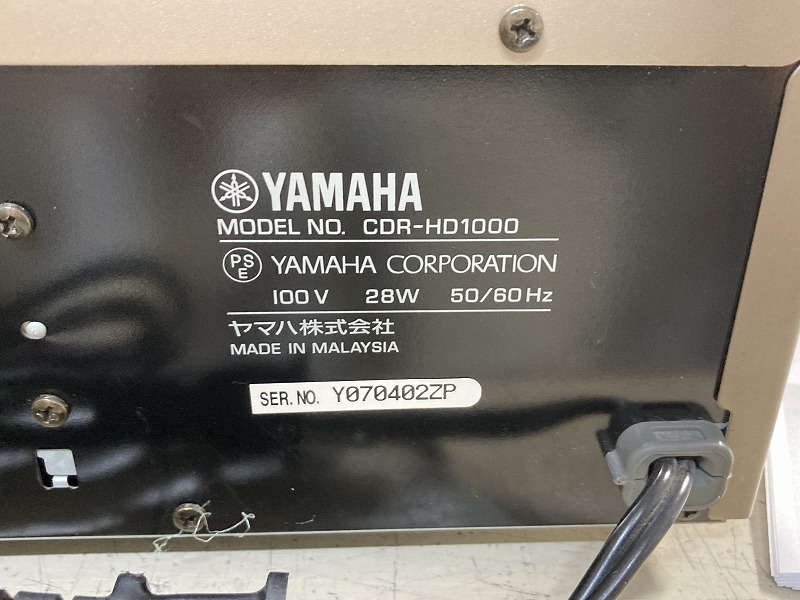 YAMAHA
MODEL NO. CDR-HD1000
PSE YAMAHA CORPORATION
100V 28W 50/60Hz
ヤマハ株式会社
MADE IN MALAYSIA
SER.NO. Y070402ZP